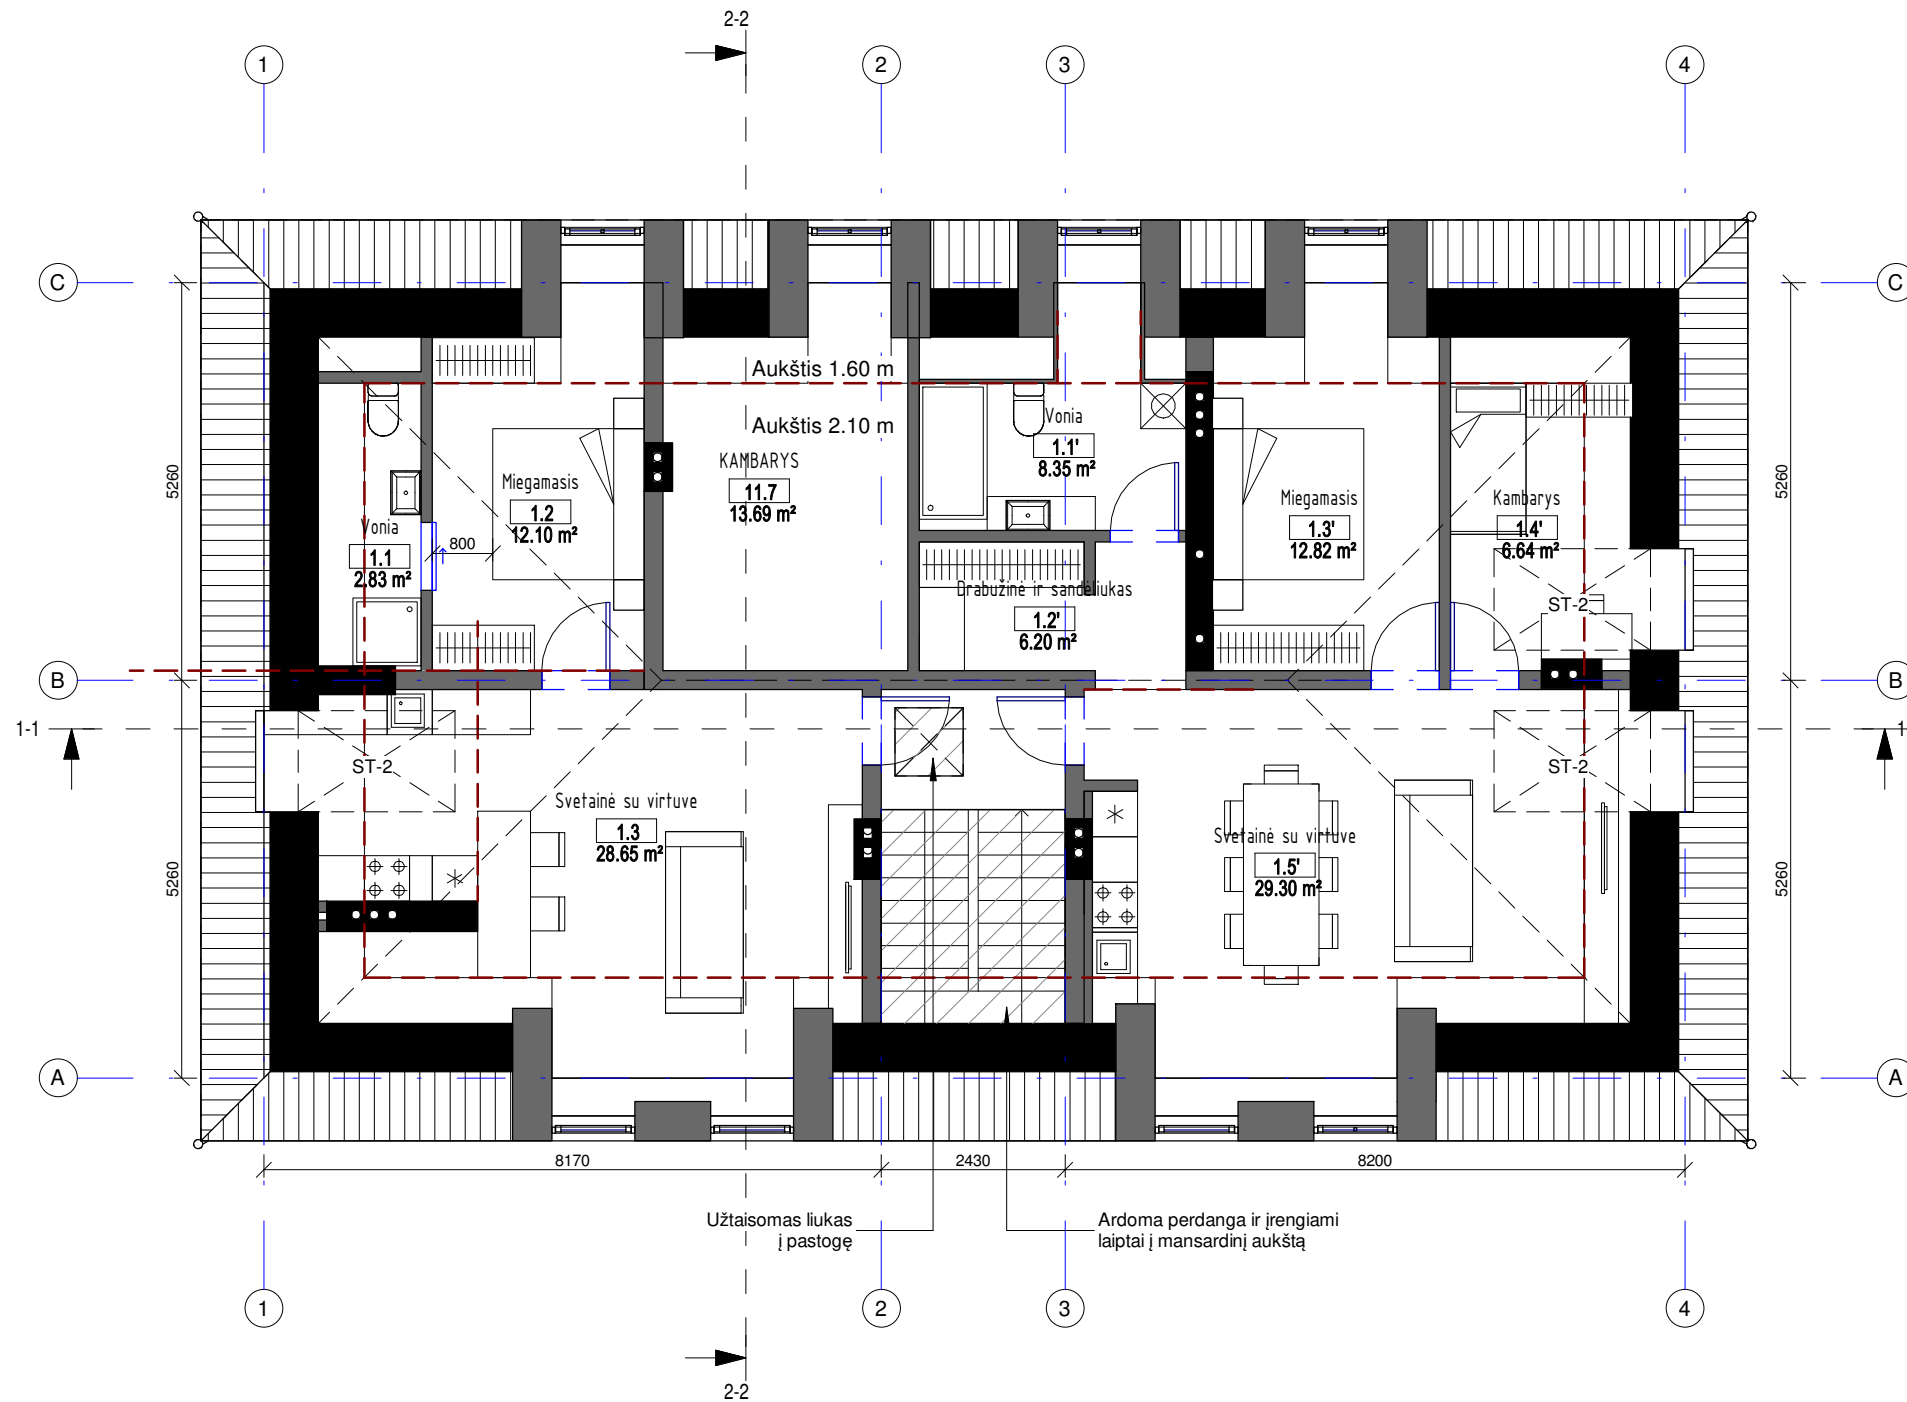 2-2
1
2
3
4
C
C
Aukštis 1.60 m
Aukštis 2.10 m
Vonia
1.1'
8.35 m²
KAMBARYS
11.7
13.69 m²
Miegamasis
1.2
12.10 m²
Miegamasis
1.3'
12.82 m²
Kambarys
1.4'
6.64 m²
5260
5260
Vonia
1.1
2.83 m²
800
Drabužinė ir sandėliukas
1.2'
6.20 m²
ST-2
B
B
1-1
1
ST-2
ST-2
Svetainė su virtuve
1.3
28.65 m²
Svetainė su virtuve
1.5'
29.30 m²
5260
5260
A
A
8170
2430
8200
Užtaisomas liukas
į pastogę
Ardoma perdanga ir įrengiami
laiptai į mansardinį aukštą
1
2
3
4
2-2